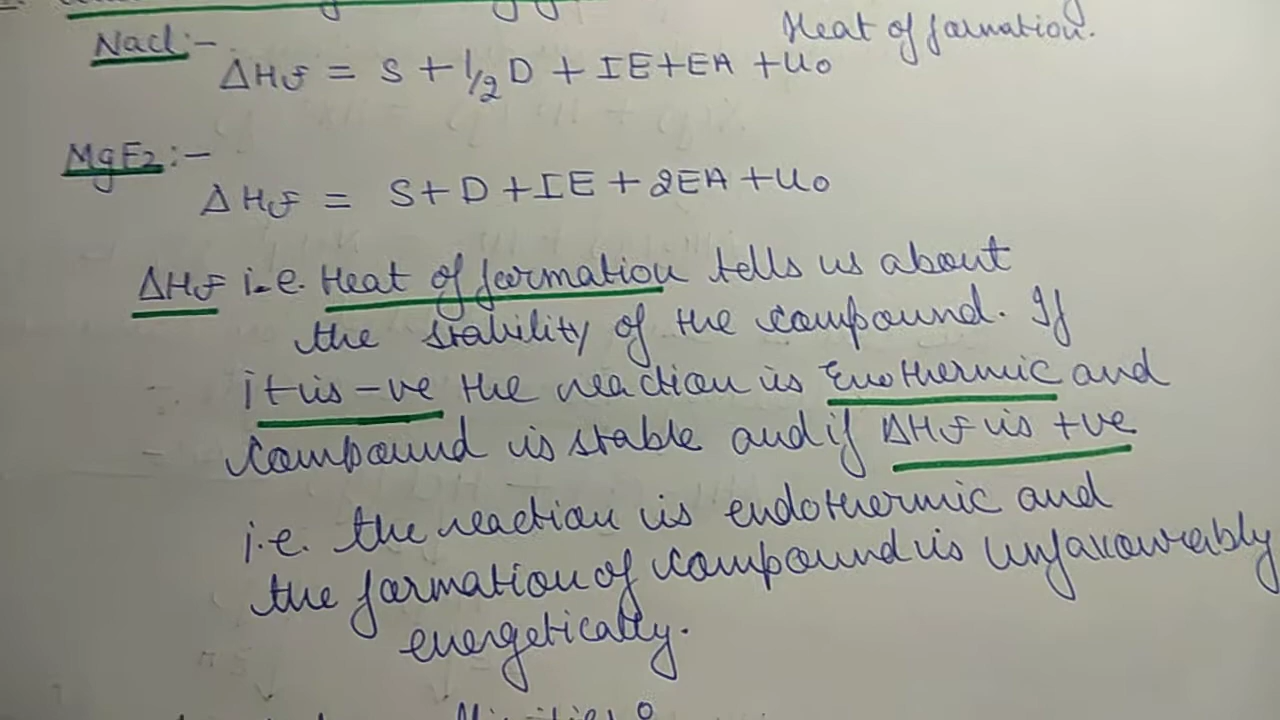 Heat of formation.
Nacl:-
ΔHf = S + 1/2 D + IE + EA + U0
MgF2:-
ΔHf = S + D + IE + 2EA + U0
ΔHf i.e. Heat of formation tells us about
the stability of the compound. If
it is -ve the reaction is Exothermic and
compound is stable and if ΔHf is +ve
i.e. the reaction is endothermic and
the formation of compound is unfavourably
energetically.